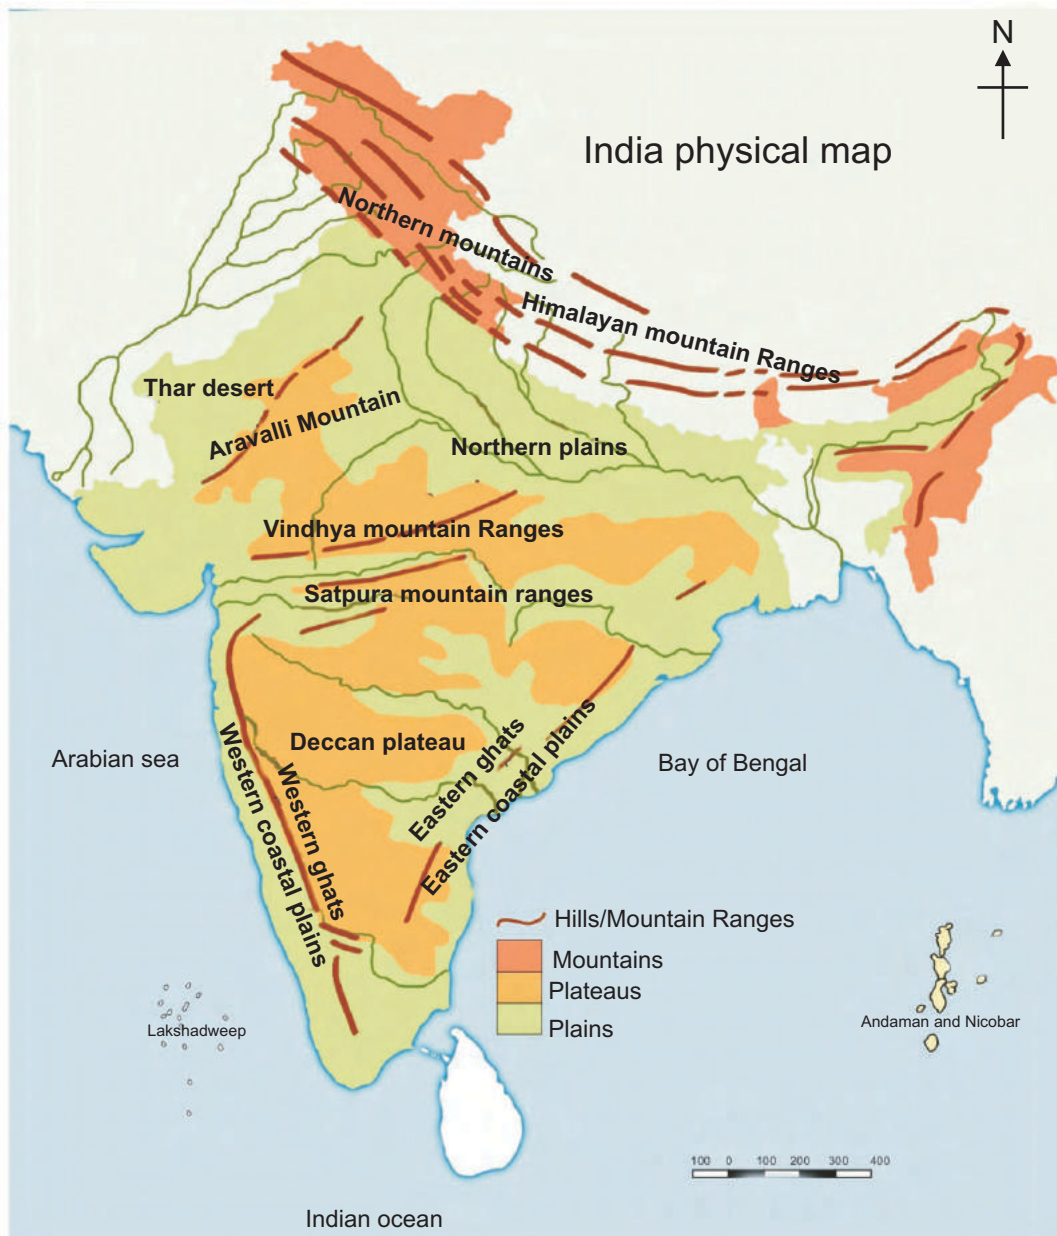 N
India physical map
Northern mountains
Himalayan mountain Ranges
Thar desert
Aravalli Mountain
Northern plains
Vindhya mountain Ranges
Satpura mountain ranges
Deccan plateau
Arabian sea
Western coastal plains
Western ghats
Eastern ghats
Eastern coastal plains
Bay of Bengal
Hills/Mountain Ranges
Mountains
Plateaus
Plains
Lakshadweep
Andaman and Nicobar
100 0 100 200 300 400
Indian ocean